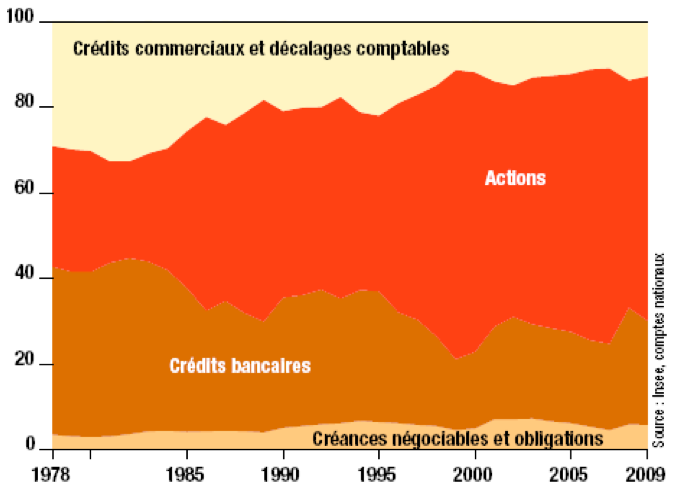 100
Crédits commerciaux et décalages comptables
80
Actions
60
40
Crédits bancaires
20
Créances négociables et obligations
0
1978 1985 1990 1995 2000 2005 2009
Source : Insee, comptes nationaux